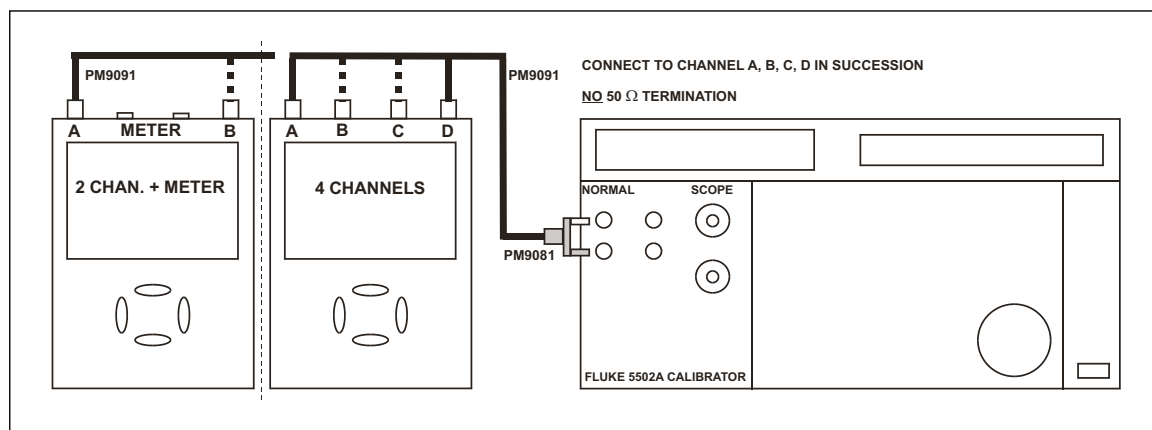 PM9091
PM9091
CONNECT TO CHANNEL A, B, C, D IN SUCCESSION
NO 50 Ω TERMINATION
A METER B
A B C D
2 CHAN. + METER
4 CHANNELS
NORMAL SCOPE
PM9081
FLUKE 5502A CALIBRATOR